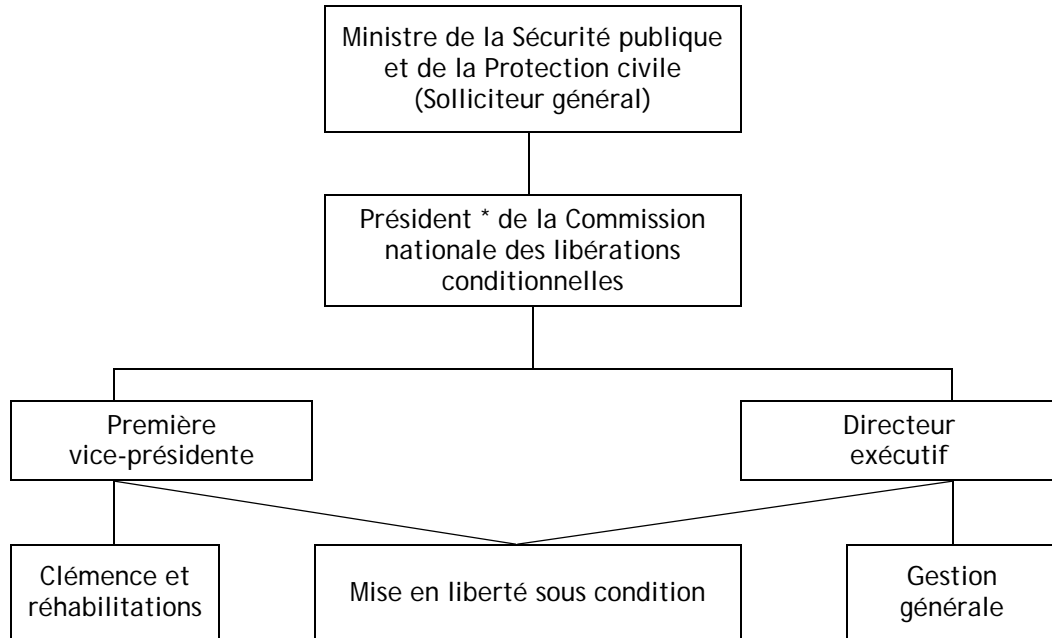 Ministre de la Sécurité publique
et de la Protection civile
(Solliciteur général)
Président * de la Commission
nationale des libérations
conditionnelles
Première
vice-présidente
Directeur
exécutif
Clémence et
réhabilitations
Mise en liberté sous condition
Gestion
générale